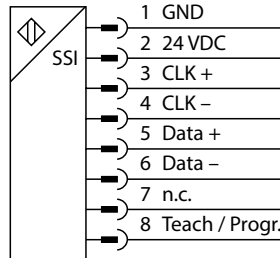 SSI
1 GND
2 24 VDC
3 CLK +
4 CLK –
5 Data +
6 Data –
7 n.c.
8 Teach / Progr.